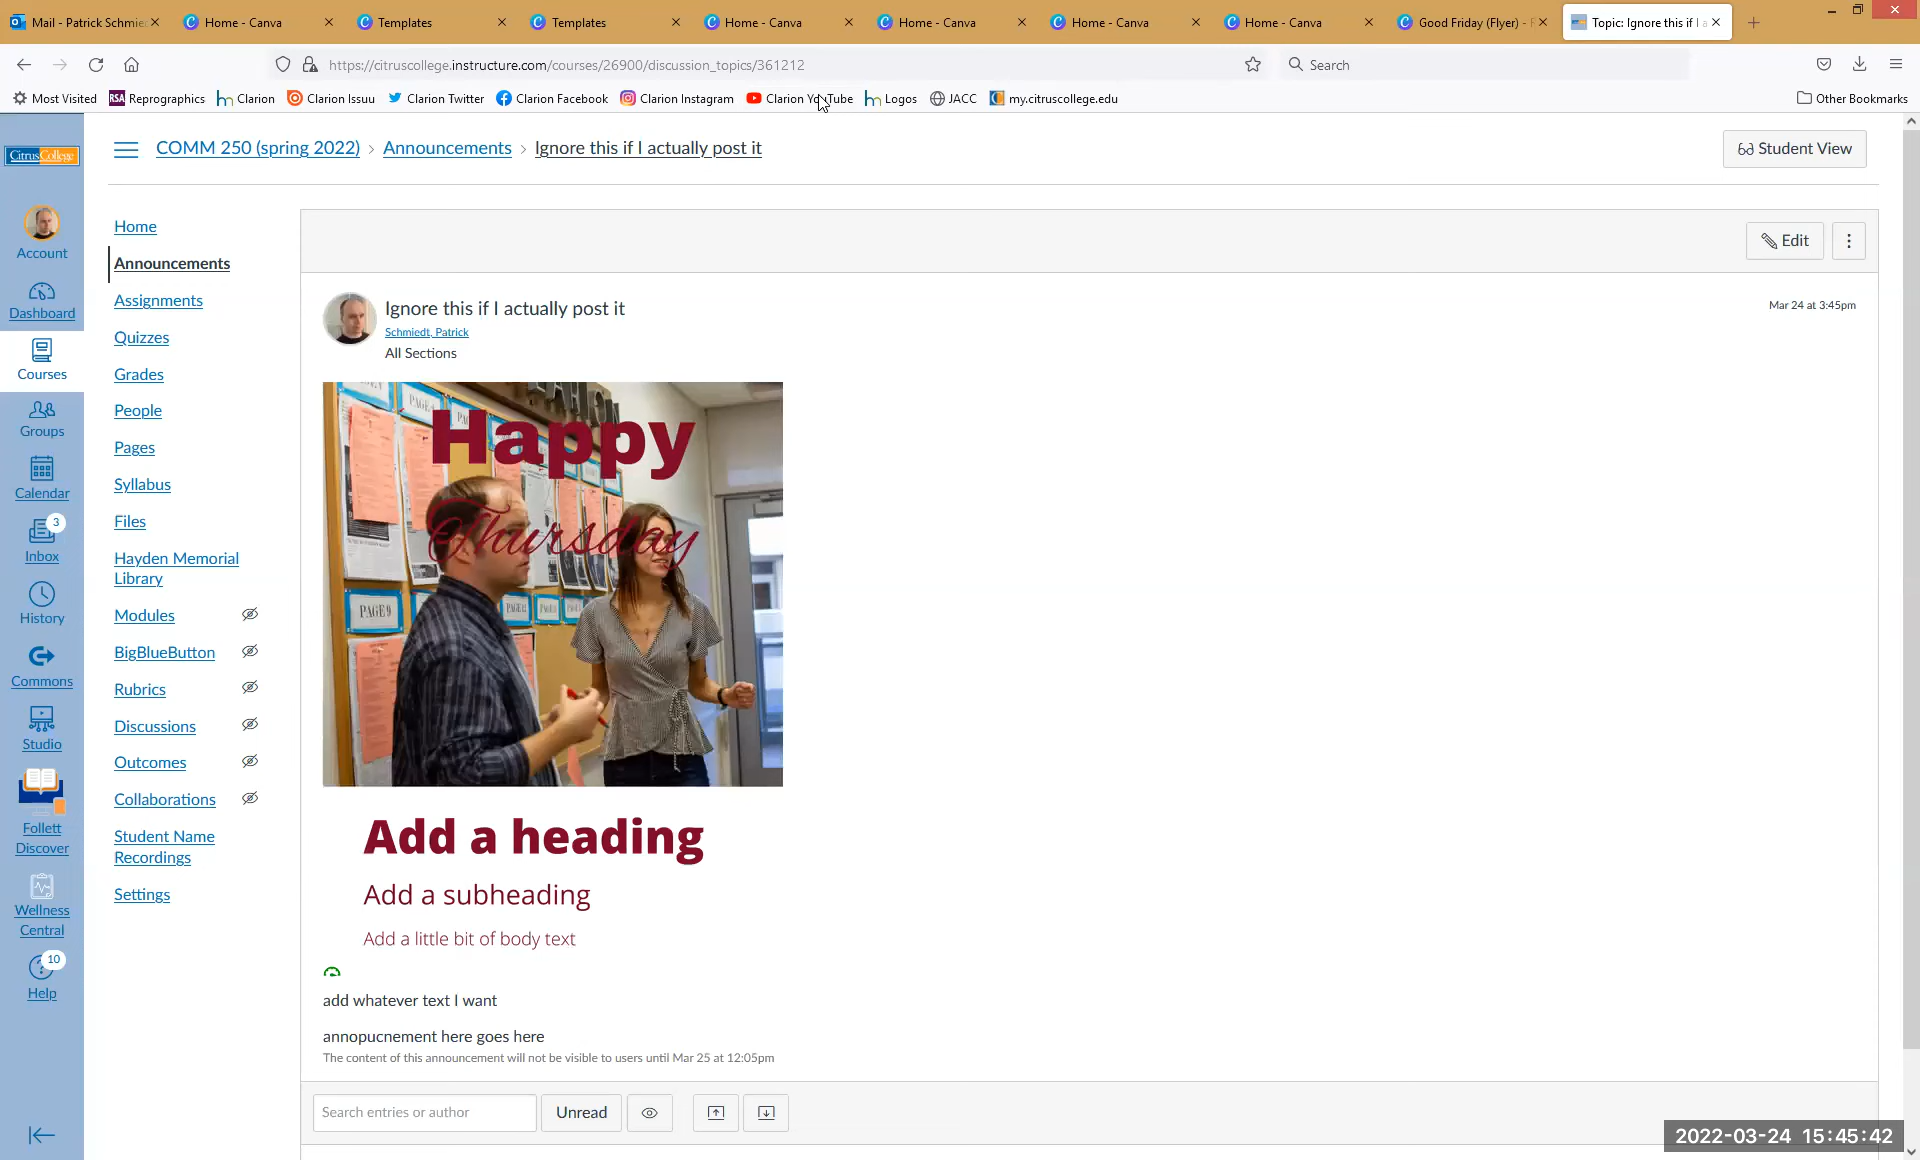 Mail - Patrick Schmied
Home - Canva
Templates
Templates
Home - Canva
Home - Canva
Home - Canva
Home - Canva
Good Friday (Flyer) -
Topic: Ignore this if I a
https://citruscollege.instructure.com/courses/26900/discussion_topics/361212
Search
Most Visited
RSA Reprographics
Clarion
Clarion Issuu
Clarion Twitter
Clarion Facebook
Clarion Instagram
Clarion YouTube
Logos
JACC
my.citruscollege.edu
Other Bookmarks
Citrus College
COMM 250 (spring 2022) › Announcements › Ignore this if I actually post it
Student View
Account
Dashboard
Courses
Groups
Calendar
3
Inbox
History
Commons
Studio
Follett
Discover
Wellness
Central
10
Help
Home
Announcements
Assignments
Quizzes
Grades
People
Pages
Syllabus
Files
Hayden Memorial
Library
Modules
BigBlueButton
Rubrics
Discussions
Outcomes
Collaborations
Student Name
Recordings
Settings
Edit
Ignore this if I actually post it
Mar 24 at 3:45pm
Schmiedt, Patrick
All Sections
Happy
Thursday
PAGE 9
Add a heading
Add a subheading
Add a little bit of body text
add whatever text I want
annopucnement here goes here
The content of this announcement will not be visible to users until Mar 25 at 12:05pm
Search entries or author
Unread
2022-03-24 15:45:42